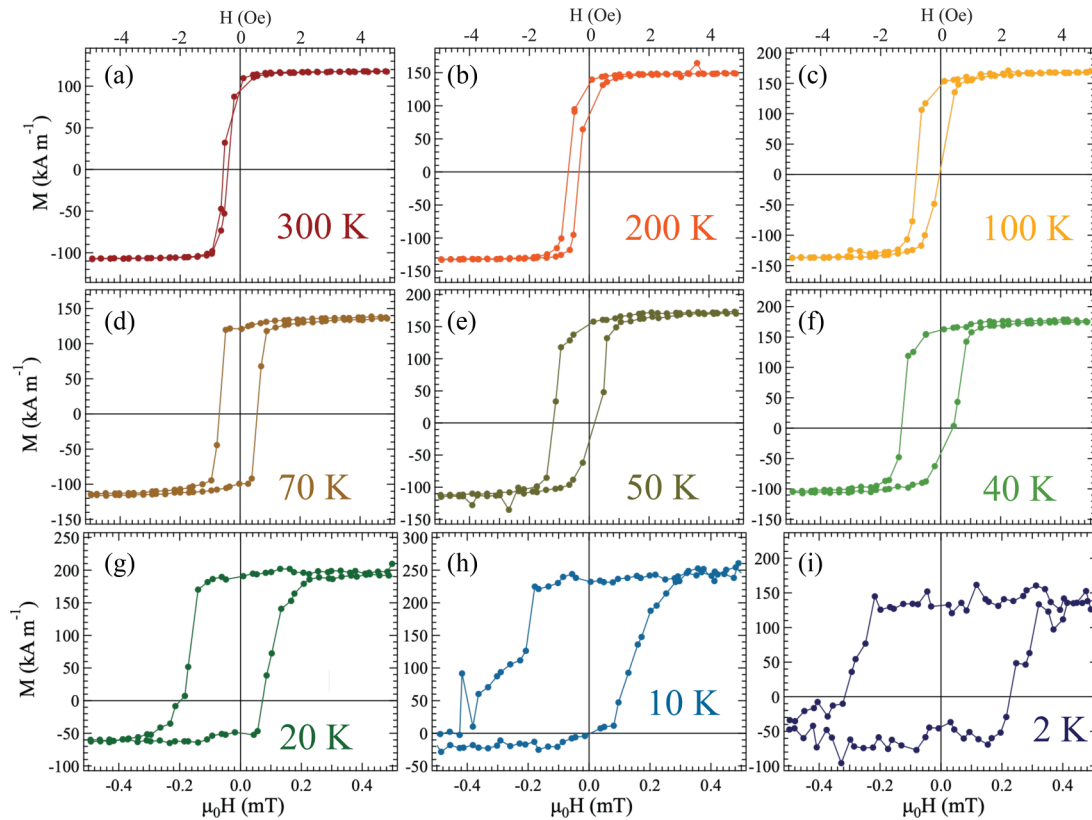 H (Oe) H (Oe) H (Oe)
-4 -2 0 2 4 -4 -2 0 2 4 -4 -2 0 2 4
(a) (b) (c)
M (kA m⁻¹)
100 50 0 -50 -100
200 150 100 50 0 -50 -100 -150
200 150 100 50 0 -50 -100 -150
300 K 200 K 100 K
(d) (e) (f)
M (kA m⁻¹)
150 100 50 0 -50 -100 -150
200 150 100 50 0 -50 -100 -150
200 150 100 50 0 -50 -100 -150
70 K 50 K 40 K
(g) (h) (i)
M (kA m⁻¹)
200 150 100 50 0 -50 -100
250 200 150 100 50 0 -50
200 150 100 50 0 -50 -100
20 K 10 K 2 K
-0.4 -0.2 0.0 0.2 0.4 -0.4 -0.2 0.0 0.2 0.4 -0.4 -0.2 0.0 0.2 0.4
μ₀H (mT) μ₀H (mT) μ₀H (mT)